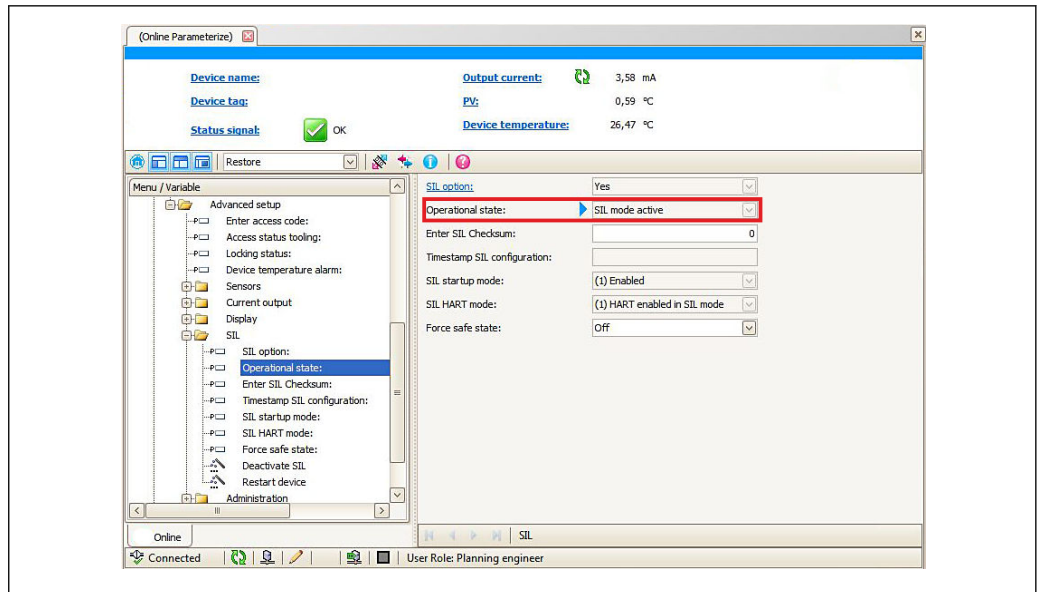 (Online Parameterize)
Device name:
Output current: 3,58 mA
Device tag:
PV: 0,59 °C
Status signal: OK
Device temperature: 26,47 °C
Restore
Menu / Variable
Advanced setup
Enter access code:
Access status tooling:
Locking status:
Device temperature alarm:
Sensors
Current output
Display
SIL
SIL option:
Operational state:
Enter SIL Checksum:
Timestamp SIL configuration:
SIL startup mode:
SIL HART mode:
Force safe state:
Deactivate SIL
Restart device
Administration
SIL option: Yes
Operational state: SIL mode active
Enter SIL Checksum: 0
Timestamp SIL configuration:
SIL startup mode: (1) Enabled
SIL HART mode: (1) HART enabled in SIL mode
Force safe state: Off
Online
SIL
Connected
User Role: Planning engineer